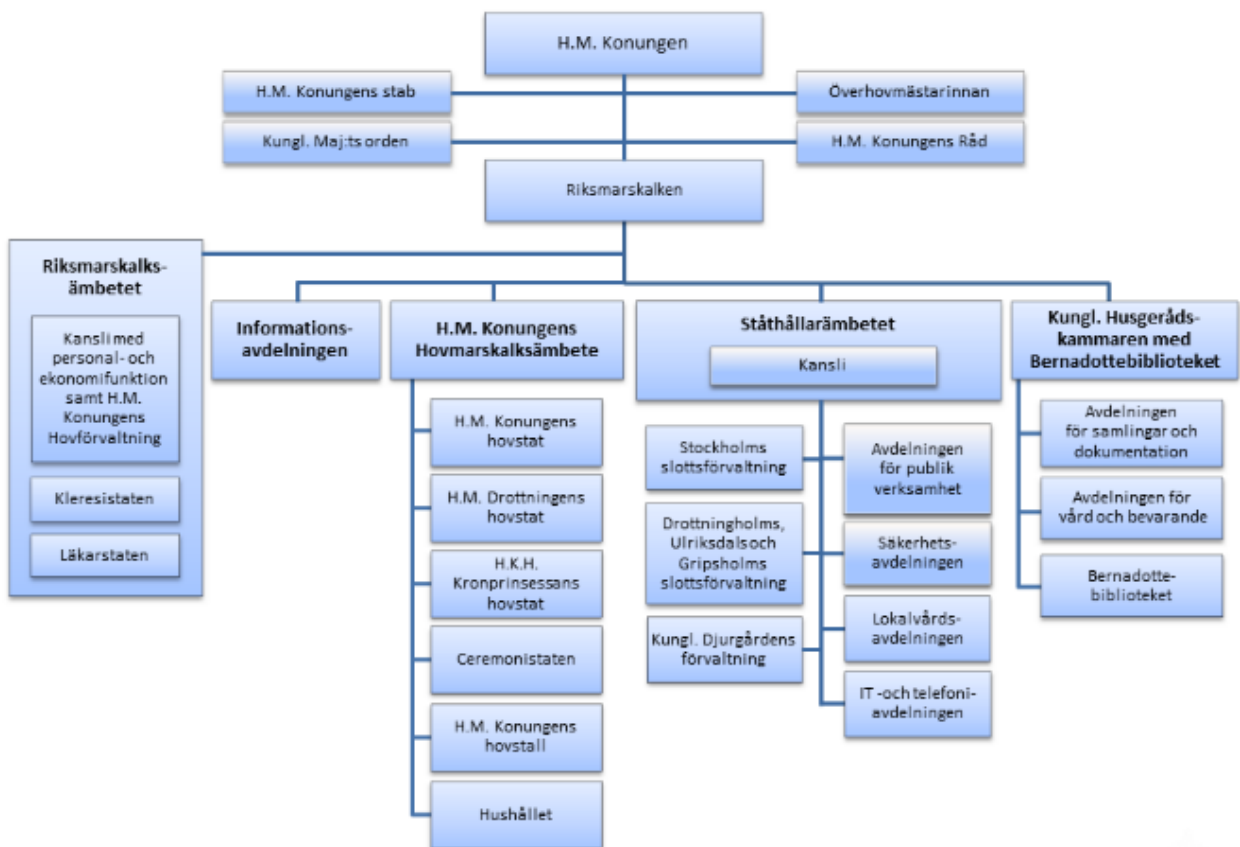 H.M. Konungen
H.M. Konungens stab
Överhovmästarinnan
Kungl. Maj:ts orden
H.M. Konungens Råd
Riksmarskalken
Riksmarskalks-
ämbetet
Kansli med
personal- och
ekonomifunktion
samt H.M.
Konungens
Hovförvaltning
Kleresistaten
Läkarstaten
Informations-
avdelningen
H.M. Konungens
Hovmarskalksämbete
H.M. Konungens
hovstat
H.M. Drottningens
hovstat
H.K.H.
Kronprinsessans
hovstat
Ceremonistaten
H.M. Konungens
hovstall
Hushållet
Ståthållarämbetet
Kansli
Stockholms
slottsförvaltning
Drottningholms,
Ulriksdals och
Gripsholms
slottsförvaltning
Kungl. Djurgårdens
förvaltning
Avdelningen
för publik
verksamhet
Säkerhets-
avdelningen
Lokalvårds-
avdelningen
IT -och telefoni-
avdelningen
Kungl. Husgeråds-
kammaren med
Bernadottebiblioteket
Avdelningen
för samlingar och
dokumentation
Avdelningen för
vård och bevarande
Bernadotte-
biblioteket